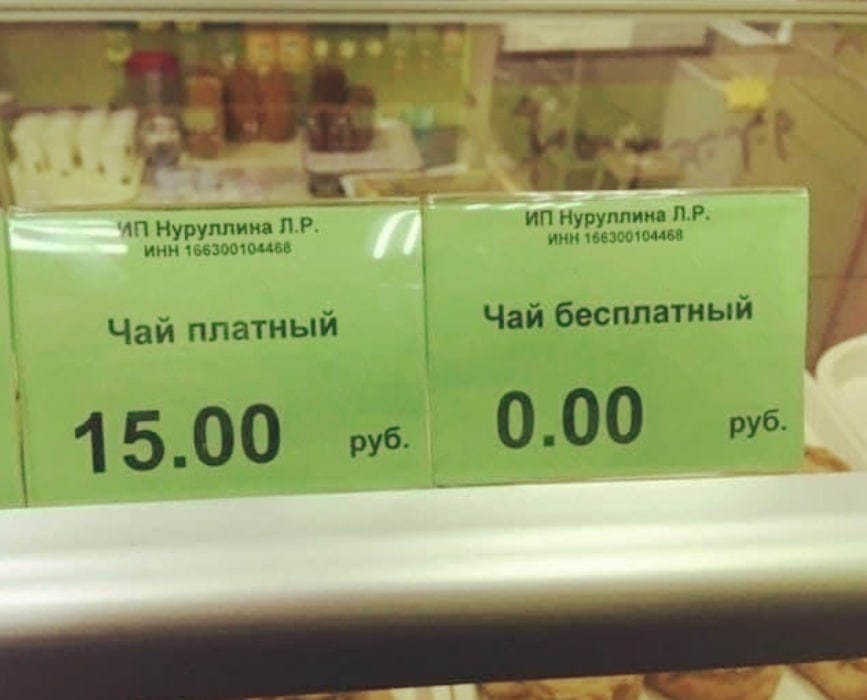 ИП Нуруллина Л.Р.
ИНН 166300104468
Чай платный
15.00 руб.
ИП Нуруллина Л.Р.
ИНН 166300104468
Чай бесплатный
0.00 руб.